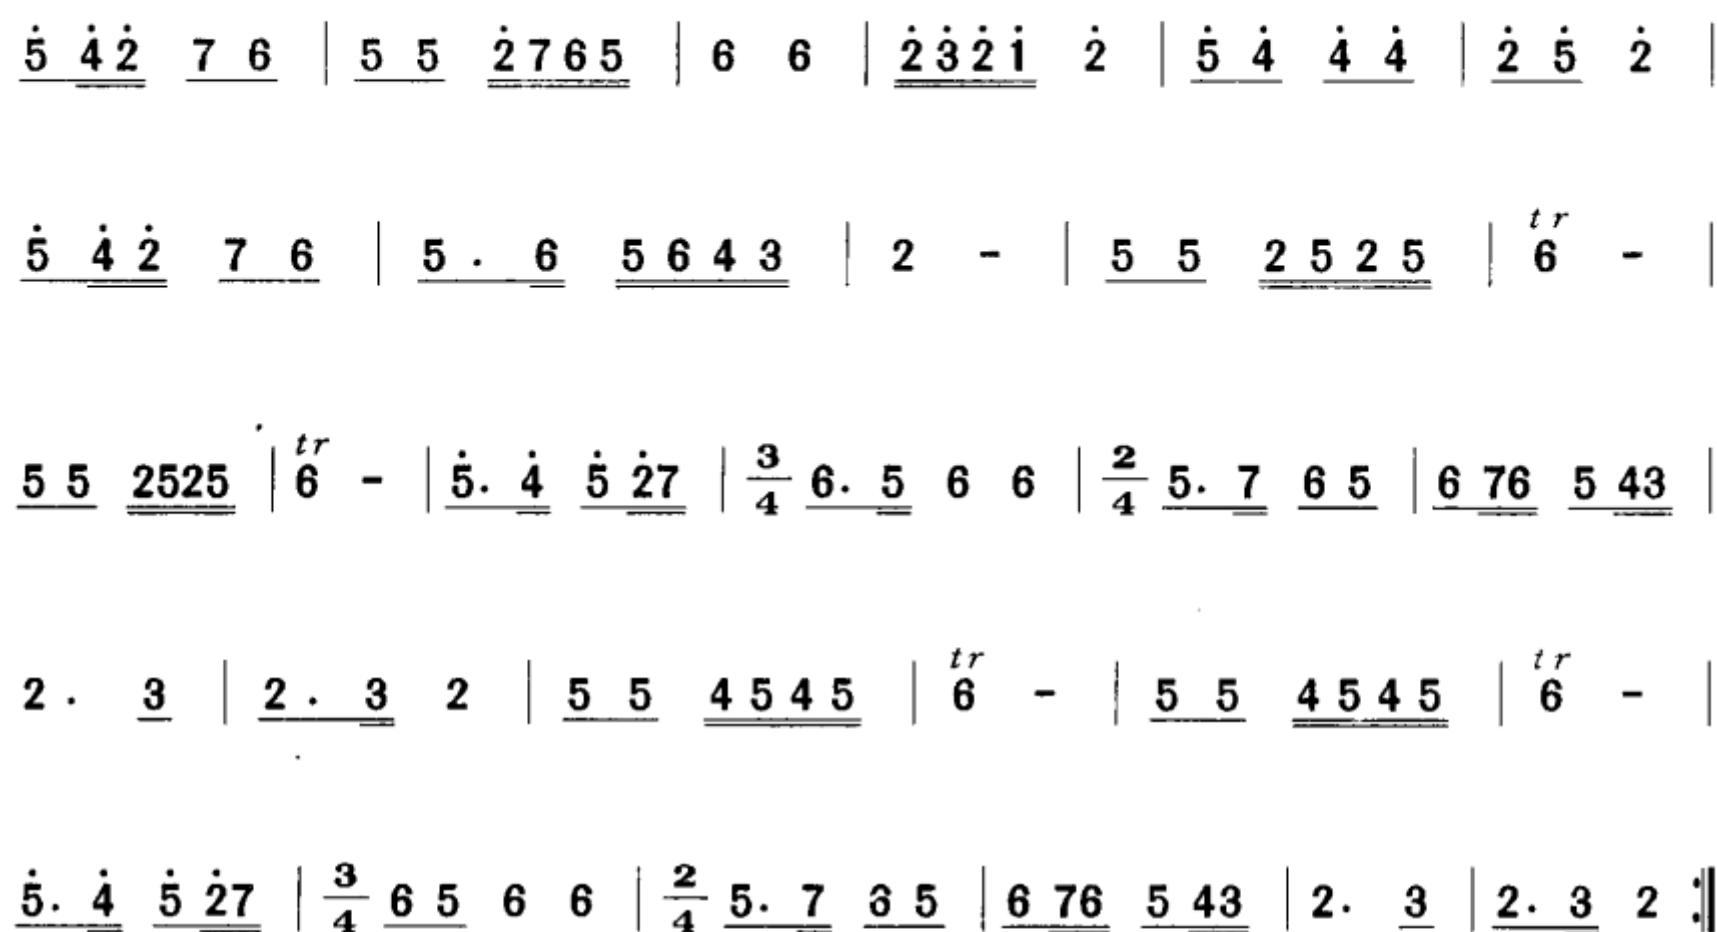 5̇ 4̇ 2̇ 7 6 | 5 5 2̇ 7 6 5 | 6 6 | 2̇ 3̇ 2̇ 1̇ 2̇ | 5̇ 4̇ 4̇ 4̇ | 2̇ 5̇ 2̇ |
5̇ 4̇ 2̇ 7 6 | 5 . 6 5 6 4 3 | 2 - | 5 5 2 5 2 5 | tr 6 - |
5 5 2525 | tr 6 - | 5̇. 4̇ 5̇ 2̇7 | 3/4 6. 5 6 6 | 2/4 5. 7 6 5 | 6 76 5 43 |
2 . 3 | 2 . 3 2 | 5 5 4 5 4 5 | tr 6 - | 5 5 4 5 4 5 | tr 6 - |
5̇. 4̇ 5̇ 2̇7 | 3/4 6 5 6 6 | 2/4 5. 7 6 5 | 6 76 5 43 | 2. 3 | 2. 3 2 :|